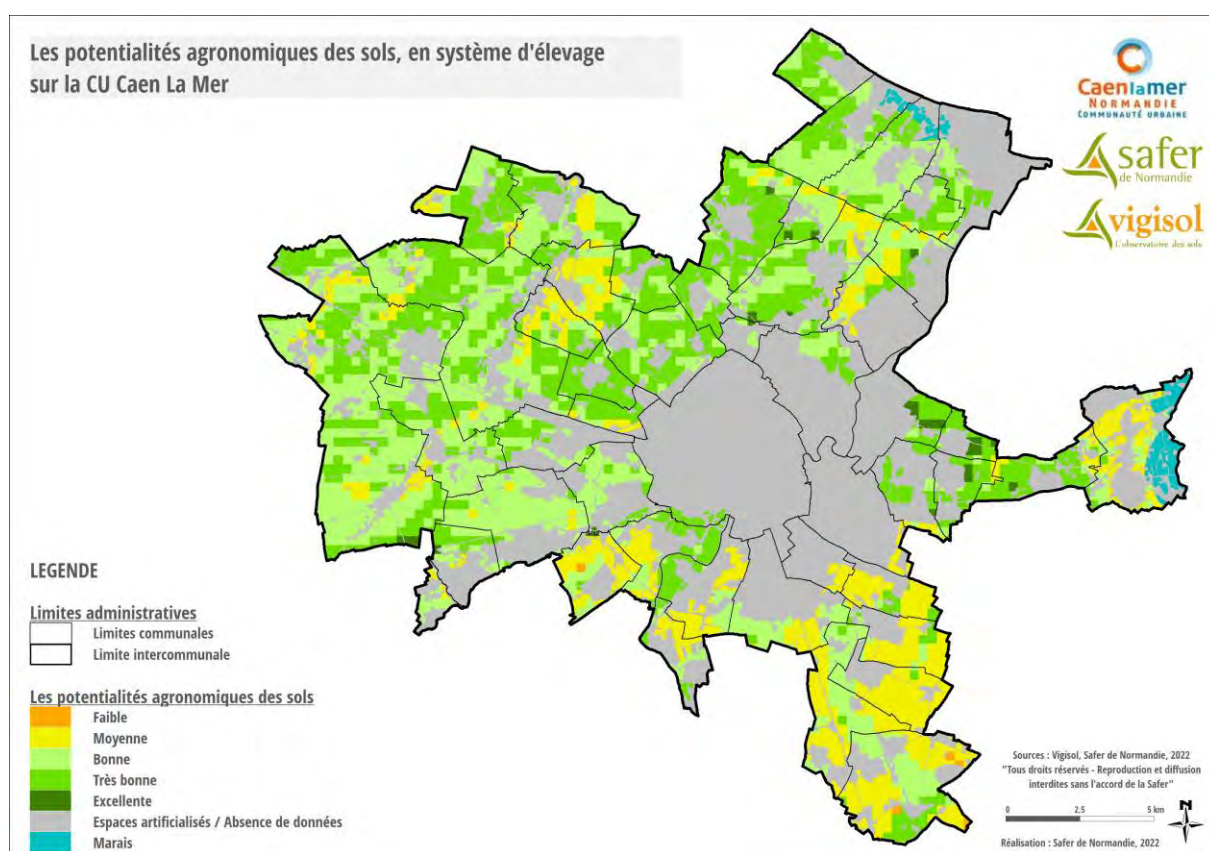 Les potentialités agronomiques des sols, en système d'élevage
sur la CU Caen La Mer
Caenlamer
NORMANDIE
COMMUNAUTÉ URBAINE
safer
de Normandie
vigisol
L'observatoire des sols
LEGENDE
Limites administratives
Limites communales
Limite intercommunale
Les potentialités agronomiques des sols
Faible
Moyenne
Bonne
Très bonne
Excellente
Espaces artificialisés / Absence de données
Marais
Sources : Vigisol, Safer de Normandie, 2022
"Tous droits réservés - Reproduction et diffusion
interdites sans l'accord de la Safer"
0 2,5 5 km
N
Réalisation : Safer de Normandie, 2022